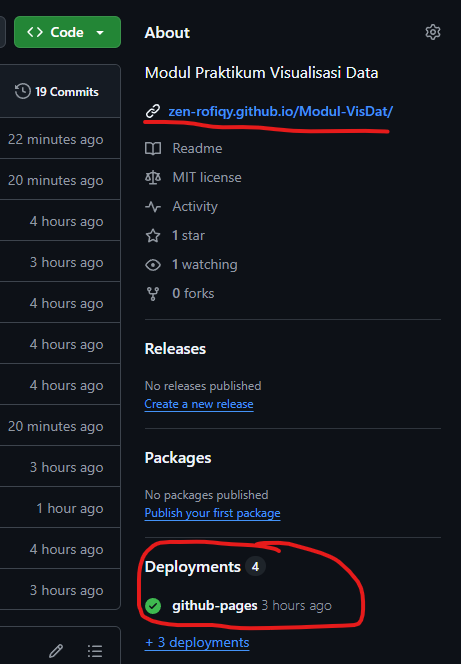 Code
19 Commits
22 minutes ago
20 minutes ago
4 hours ago
3 hours ago
4 hours ago
4 hours ago
4 hours ago
20 minutes ago
3 hours ago
1 hour ago
4 hours ago
3 hours ago
About
Modul Praktikum Visualisasi Data
zen-rofiqy.github.io/Modul-VisDat/
Readme
MIT license
Activity
1 star
1 watching
0 forks
Releases
No releases published
Create a new release
Packages
No packages published
Publish your first package
Deployments 4
github-pages 3 hours ago
+ 3 deployments